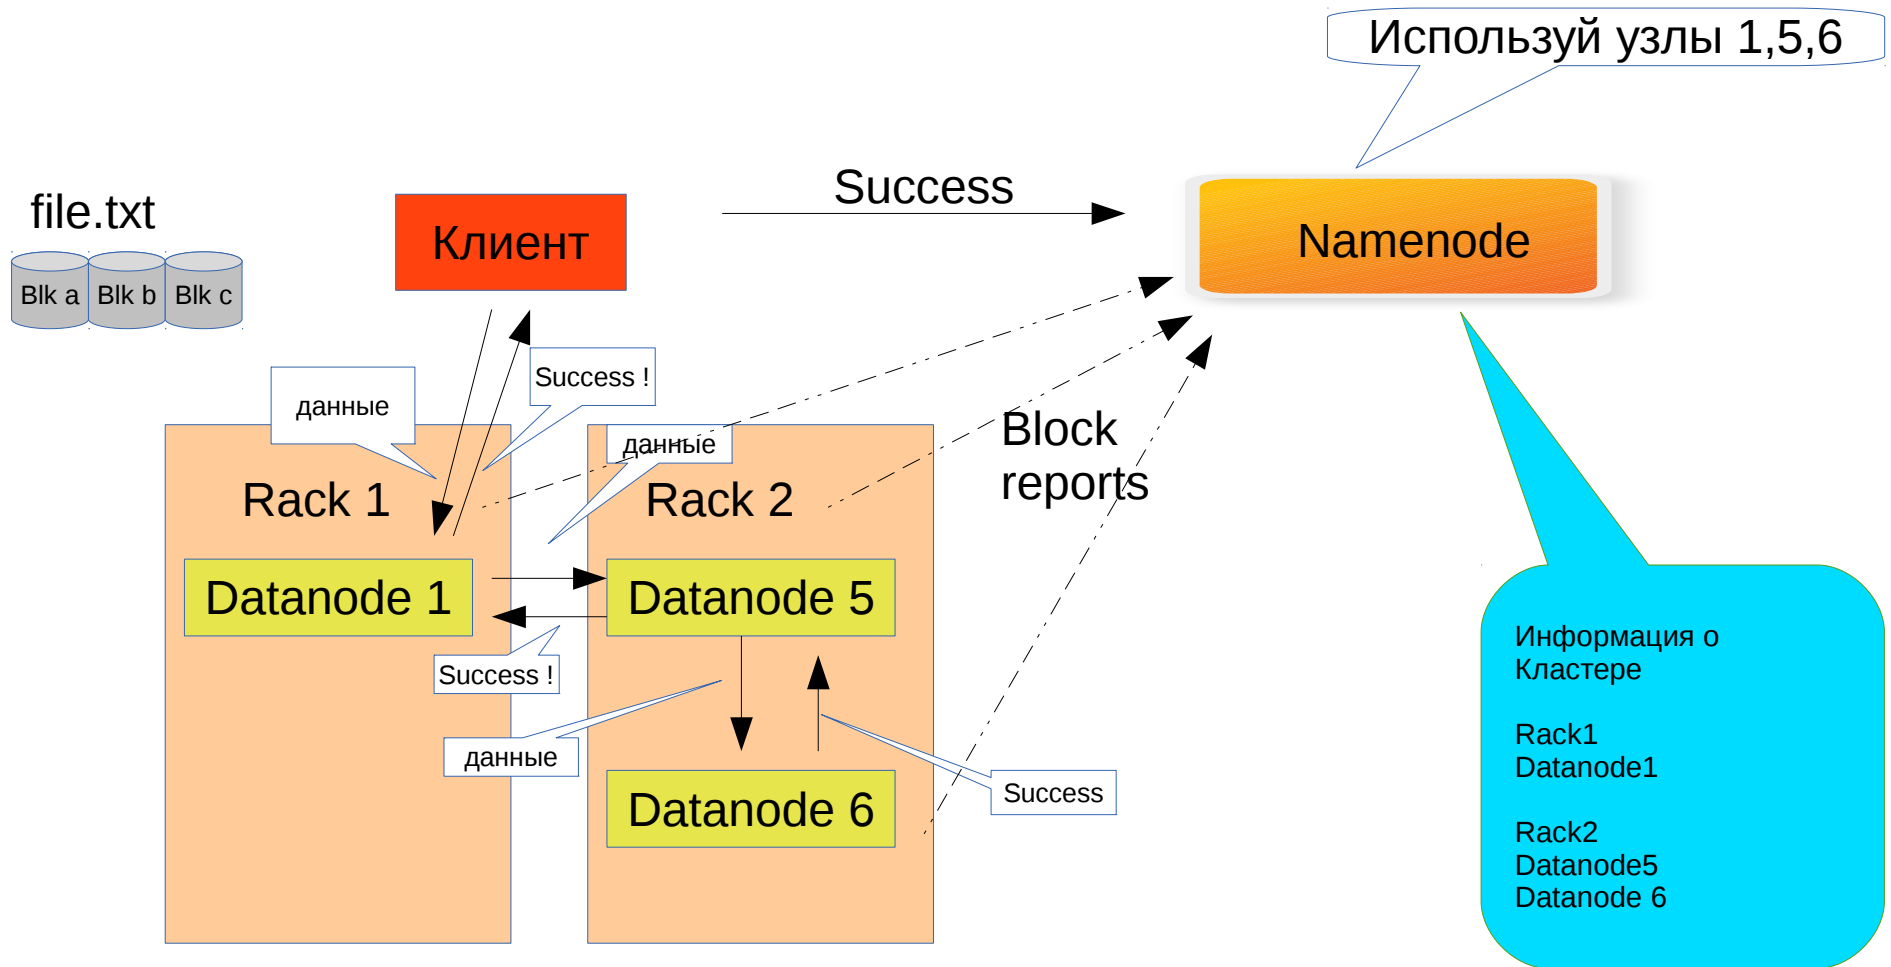 Используй узлы 1,5,6
Success
file.txt
Клиент
Namenode
Blk a
Blk b
Blk c
Success !
данные
Block
reports
данные
Rack 1
Rack 2
Datanode 1
Datanode 5
Success !
данные
Success
Datanode 6
Информация о
Кластере
Rack1
Datanode1
Rack2
Datanode5
Datanode 6